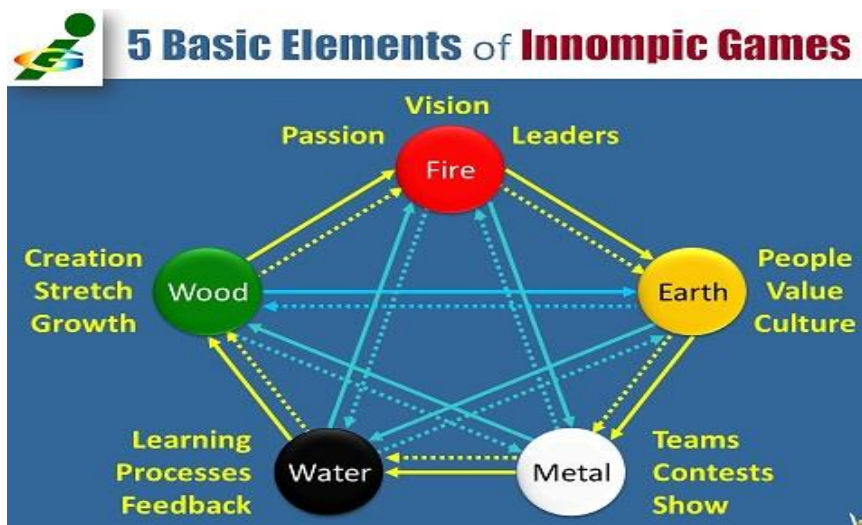 5 Basic Elements of Innompic Games
Vision
Passion
Leaders
Fire
Creation
Stretch
Growth
Wood
Earth
People
Value
Culture
Learning
Processes
Feedback
Water
Metal
Teams
Contests
Show